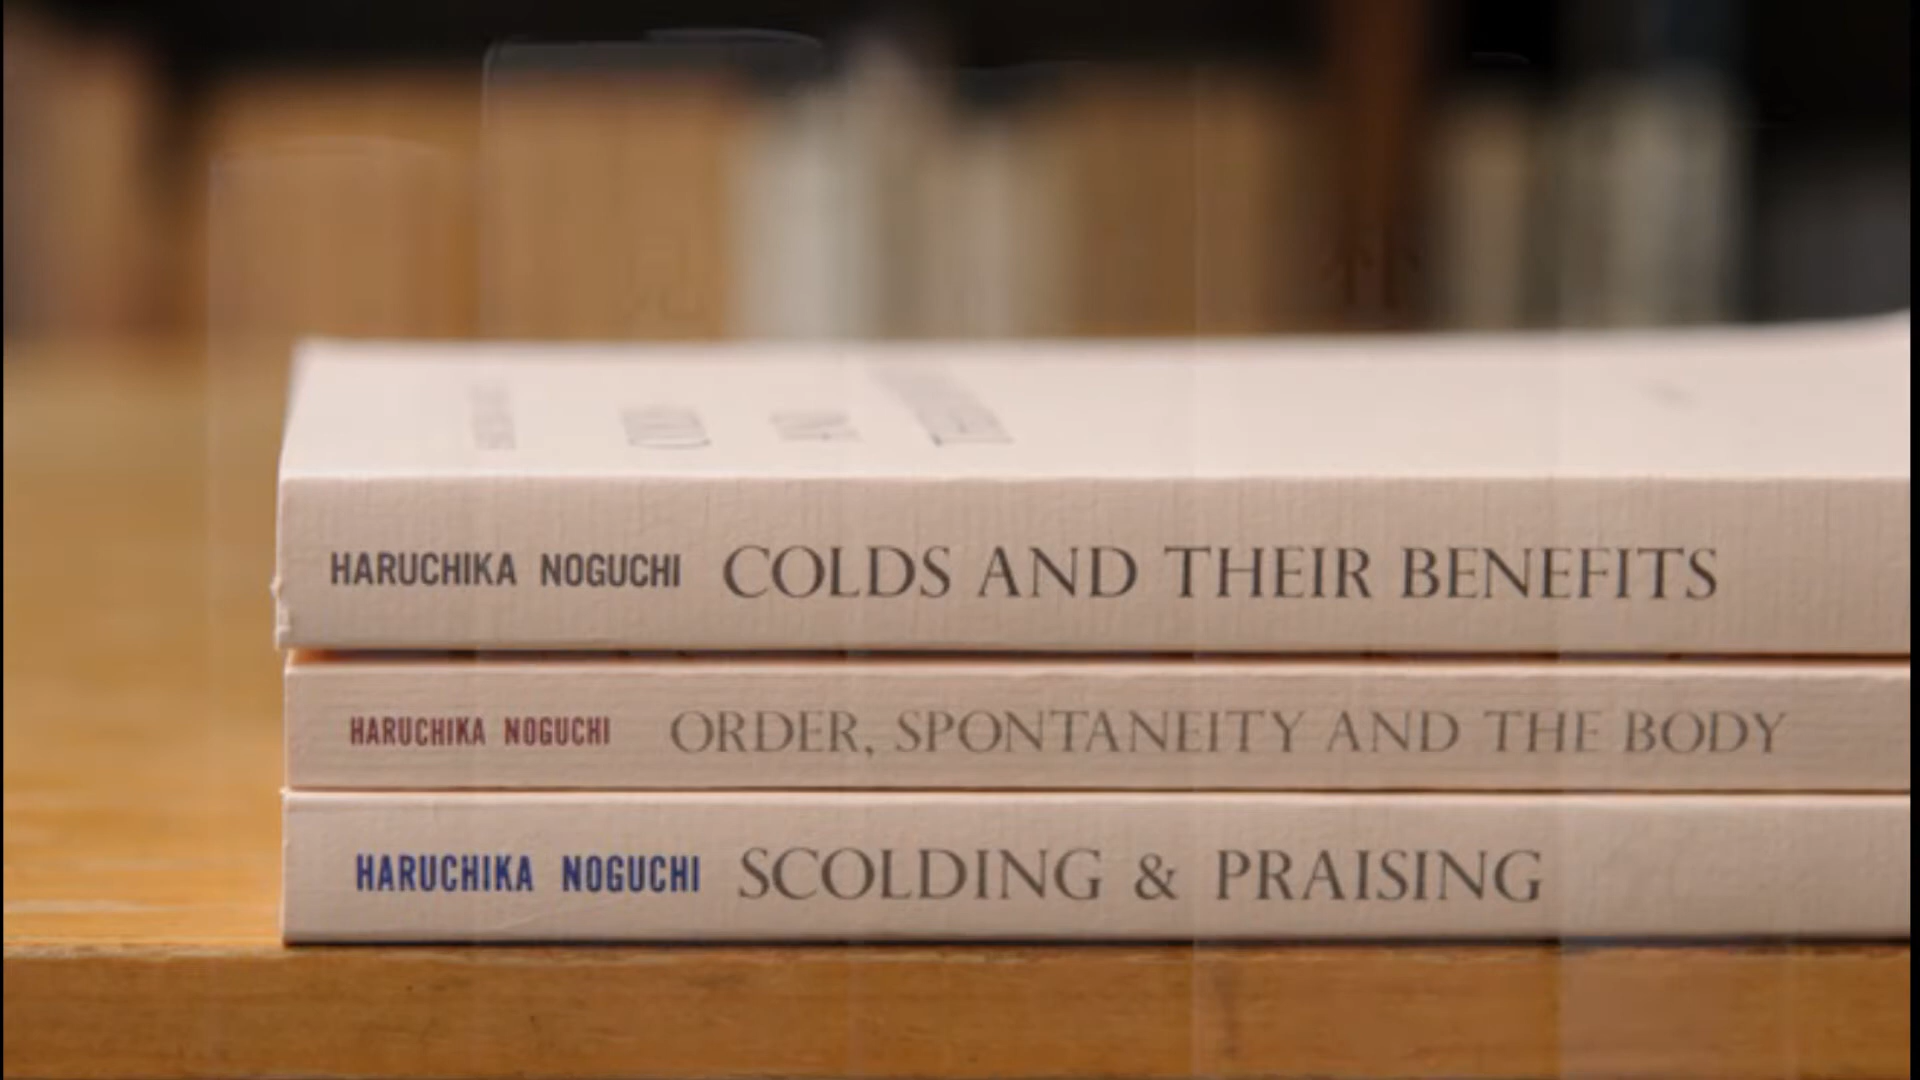 HARUCHIKA NOGUCHI COLDS AND THEIR BENEFITS
HARUCHIKA NOGUCHI ORDER, SPONTANEITY AND THE BODY
HARUCHIKA NOGUCHI SCOLDING & PRAISING